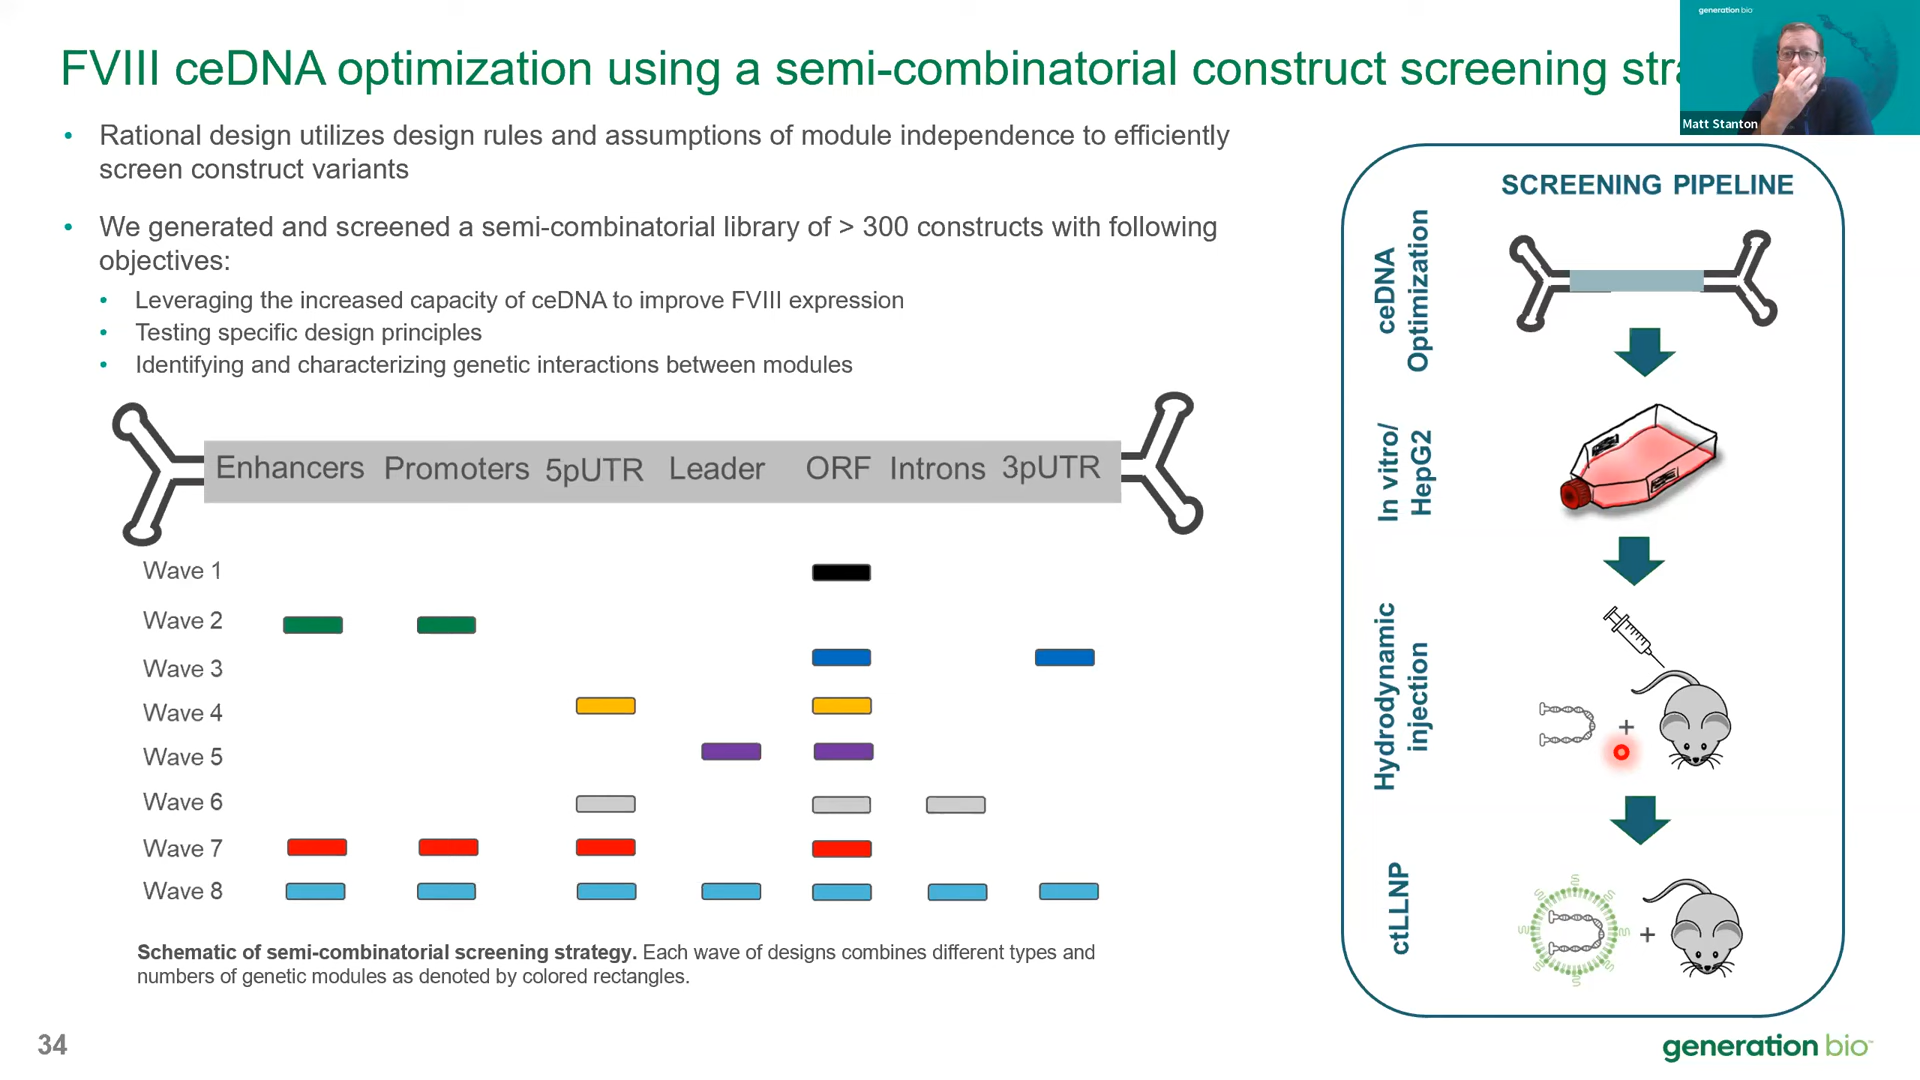 generation bio
Matt Stanton
FVIII ceDNA optimization using a semi-combinatorial construct screening
• Rational design utilizes design rules and assumptions of module independence to efficiently
screen construct variants
• We generated and screened a semi-combinatorial library of > 300 constructs with following
objectives:
• Leveraging the increased capacity of ceDNA to improve FVIII expression
• Testing specific design principles
• Identifying and characterizing genetic interactions between modules
Enhancers Promoters 5pUTR Leader ORF Introns 3pUTR
Wave 1
Wave 2
Wave 3
Wave 4
Wave 5
Wave 6
Wave 7
Wave 8
Schematic of semi-combinatorial screening strategy. Each wave of designs combines different types and
numbers of genetic modules as denoted by colored rectangles.
SCREENING PIPELINE
ceDNA
Optimization
In vitro/
HepG2
Hydrodynamic
injection
+
ctLLNP
+
34
generation bio™